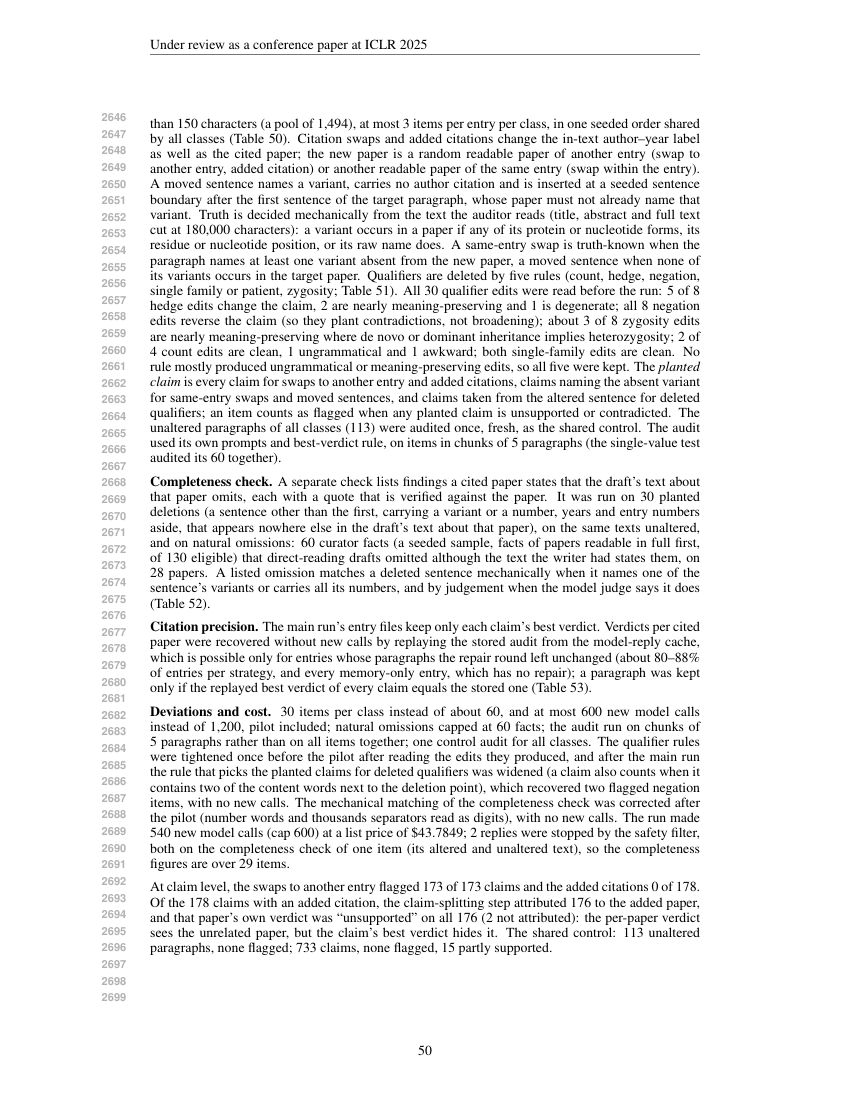 Under review as a conference paper at ICLR 2025
2646
2647
2648
2649
2650
2651
2652
2653
2654
2655
2656
2657
2658
2659
2660
2661
2662
2663
2664
2665
2666
2667
2668
2669
2670
2671
2672
2673
2674
2675
2676
2677
2678
2679
2680
2681
2682
2683
2684
2685
2686
2687
2688
2689
2690
2691
2692
2693
2694
2695
2696
2697
2698
2699
than 150 characters (a pool of 1,494), at most 3 items per entry per class, in one seeded order shared
by all classes (Table 50). Citation swaps and added citations change the in-text author–year label
as well as the cited paper; the new paper is a random readable paper of another entry (swap to
another entry, added citation) or another readable paper of the same entry (swap within the entry).
A moved sentence names a variant, carries no author citation and is inserted at a seeded sentence
boundary after the first sentence of the target paragraph, whose paper must not already name that
variant. Truth is decided mechanically from the text the auditor reads (title, abstract and full text
cut at 180,000 characters): a variant occurs in a paper if any of its protein or nucleotide forms, its
residue or nucleotide position, or its raw name does. A same-entry swap is truth-known when the
paragraph names at least one variant absent from the new paper, a moved sentence when none of
its variants occurs in the target paper. Qualifiers are deleted by five rules (count, hedge, negation,
single family or patient, zygosity; Table 51). All 30 qualifier edits were read before the run: 5 of 8
hedge edits change the claim, 2 are nearly meaning-preserving and 1 is degenerate; all 8 negation
edits reverse the claim (so they plant contradictions, not broadening); about 3 of 8 zygosity edits
are nearly meaning-preserving where de novo or dominant inheritance implies heterozygosity; 2 of
4 count edits are clean, 1 ungrammatical and 1 awkward; both single-family edits are clean. No
rule mostly produced ungrammatical or meaning-preserving edits, so all five were kept. The planted
claim is every claim for swaps to another entry and added citations, claims naming the absent variant
for same-entry swaps and moved sentences, and claims taken from the altered sentence for deleted
qualifiers; an item counts as flagged when any planted claim is unsupported or contradicted. The
unaltered paragraphs of all classes (113) were audited once, fresh, as the shared control. The audit
used its own prompts and best-verdict rule, on items in chunks of 5 paragraphs (the single-value test
audited its 60 together).
Completeness check. A separate check lists findings a cited paper states that the draft's text about
that paper omits, each with a quote that is verified against the paper. It was run on 30 planted
deletions (a sentence other than the first, carrying a variant or a number, years and entry numbers
aside, that appears nowhere else in the draft's text about that paper), on the same texts unaltered,
and on natural omissions: 60 curator facts (a seeded sample, facts of papers readable in full first,
of 130 eligible) that direct-reading drafts omitted although the text the writer had states them, on
28 papers. A listed omission matches a deleted sentence mechanically when it names one of the
sentence's variants or carries all its numbers, and by judgement when the model judge says it does
(Table 52).
Citation precision. The main run's entry files keep only each claim's best verdict. Verdicts per cited
paper were recovered without new calls by replaying the stored audit from the model-reply cache,
which is possible only for entries whose paragraphs the repair round left unchanged (about 80–88%
of entries per strategy, and every memory-only entry, which has no repair); a paragraph was kept
only if the replayed best verdict of every claim equals the stored one (Table 53).
Deviations and cost. 30 items per class instead of about 60, and at most 600 new model calls
instead of 1,200, pilot included; natural omissions capped at 60 facts; the audit run on chunks of
5 paragraphs rather than on all items together; one control audit for all classes. The qualifier rules
were tightened once before the pilot after reading the edits they produced, and after the main run
the rule that picks the planted claims for deleted qualifiers was widened (a claim also counts when it
contains two of the content words next to the deletion point), which recovered two flagged negation
items, with no new calls. The mechanical matching of the completeness check was corrected after
the pilot (number words and thousands separators read as digits), with no new calls. The run made
540 new model calls (cap 600) at a list price of $43.7849; 2 replies were stopped by the safety filter,
both on the completeness check of one item (its altered and unaltered text), so the completeness
figures are over 29 items.
At claim level, the swaps to another entry flagged 173 of 173 claims and the added citations 0 of 178.
Of the 178 claims with an added citation, the claim-splitting step attributed 176 to the added paper,
and that paper's own verdict was “unsupported” on all 176 (2 not attributed): the per-paper verdict
sees the unrelated paper, but the claim's best verdict hides it. The shared control: 113 unaltered
paragraphs, none flagged; 733 claims, none flagged, 15 partly supported.
50